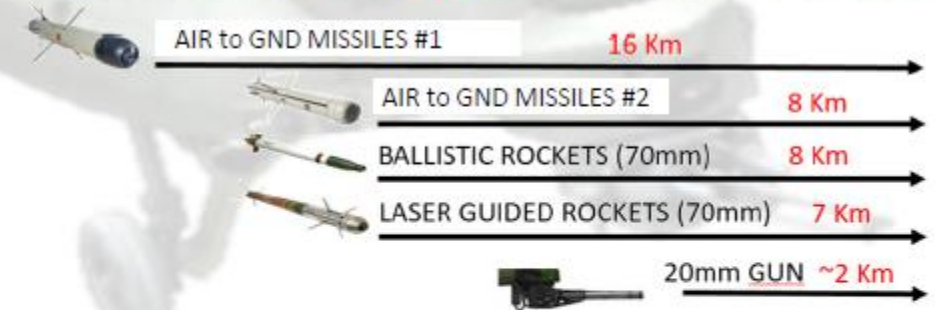 AIR to GND MISSILES #1 16 Km
AIR to GND MISSILES #2 8 Km
BALLISTIC ROCKETS (70mm) 8 Km
LASER GUIDED ROCKETS (70mm) 7 Km
20mm GUN ~2 Km